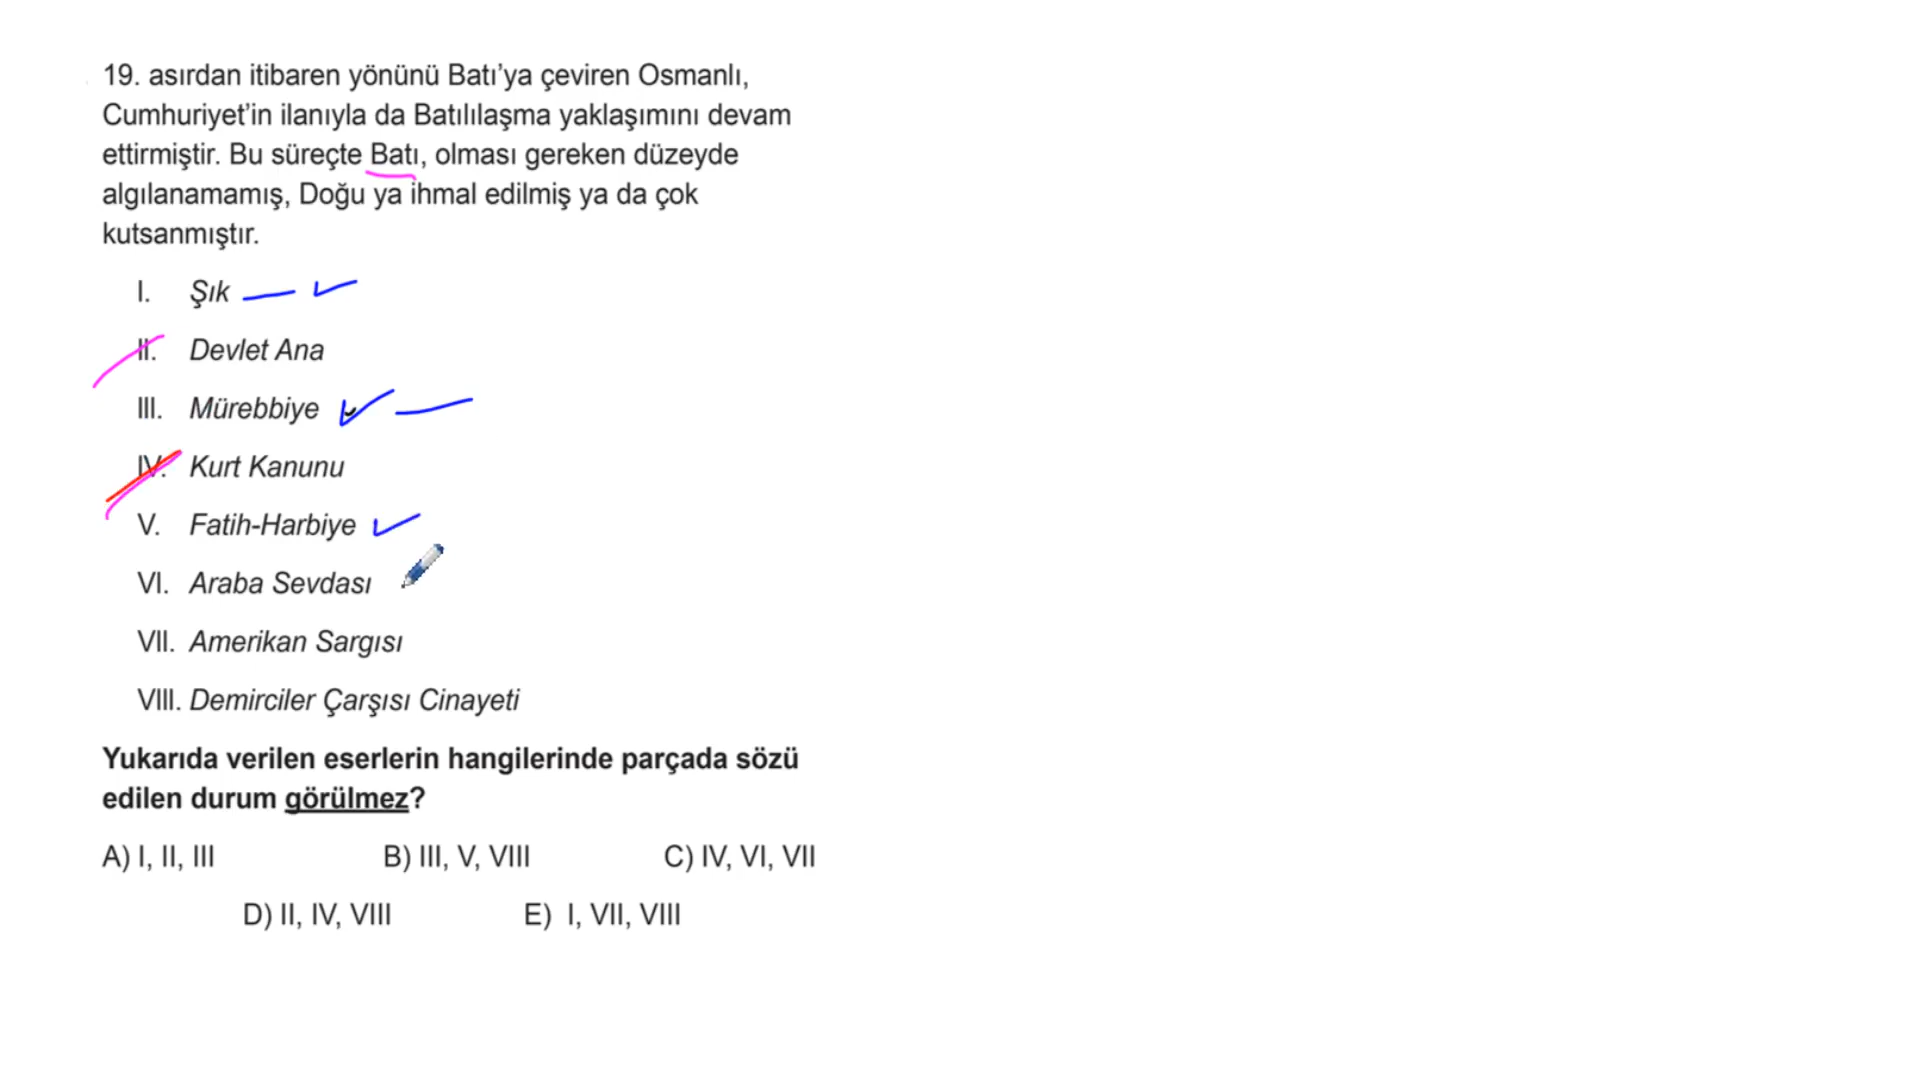 19. asırdan itibaren yönünü Batı’ya çeviren Osmanlı,
Cumhuriyet’in ilanıyla da Batılılaşma yaklaşımını devam
ettirmiştir. Bu süreçte Batı, olması gereken düzeyde
algılanamamış, Doğu ya ihmal edilmiş ya da çok
kutsanmıştır.
I. Şık
II. Devlet Ana
III. Mürebbiye
IV. Kurt Kanunu
V. Fatih-Harbiye
VI. Araba Sevdası
VII. Amerikan Sargısı
VIII. Demirciler Çarşısı Cinayeti
Yukarıda verilen eserlerin hangilerinde parçada sözü
edilen durum görülmez?
A) I, II, III B) III, V, VIII C) IV, VI, VII
D) II, IV, VIII E) I, VII, VIII